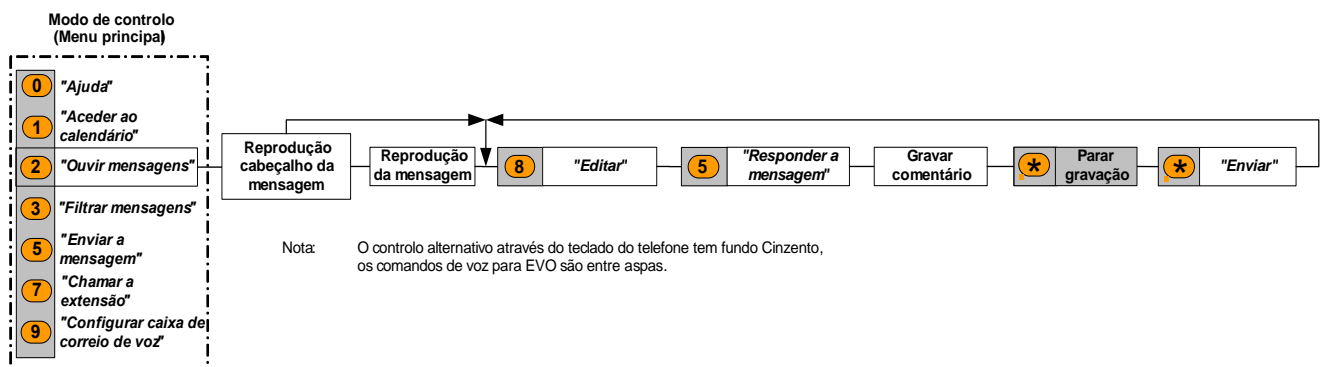 Modo de controlo
(Menu principal)
0 "Ajuda"
1 "Aceder ao
calendário"
2 "Ouvir mensagens"
3 "Filtrar mensagens"
5 "Enviar a
mensagem"
7 "Chamar a
extensão"
9 "Configurar caixa de
correio de voz"
Reprodução
cabeçalho da
mensagem
Reprodução
da mensagem
8 "Editar"
5 "Responder a
mensagem"
Gravar
comentário
* Parar
gravação
* "Enviar"
Nota: O controlo alternativo através do teclado do telefone tem fundo Cinzento,
os comandos de voz para EVO são entre aspas.